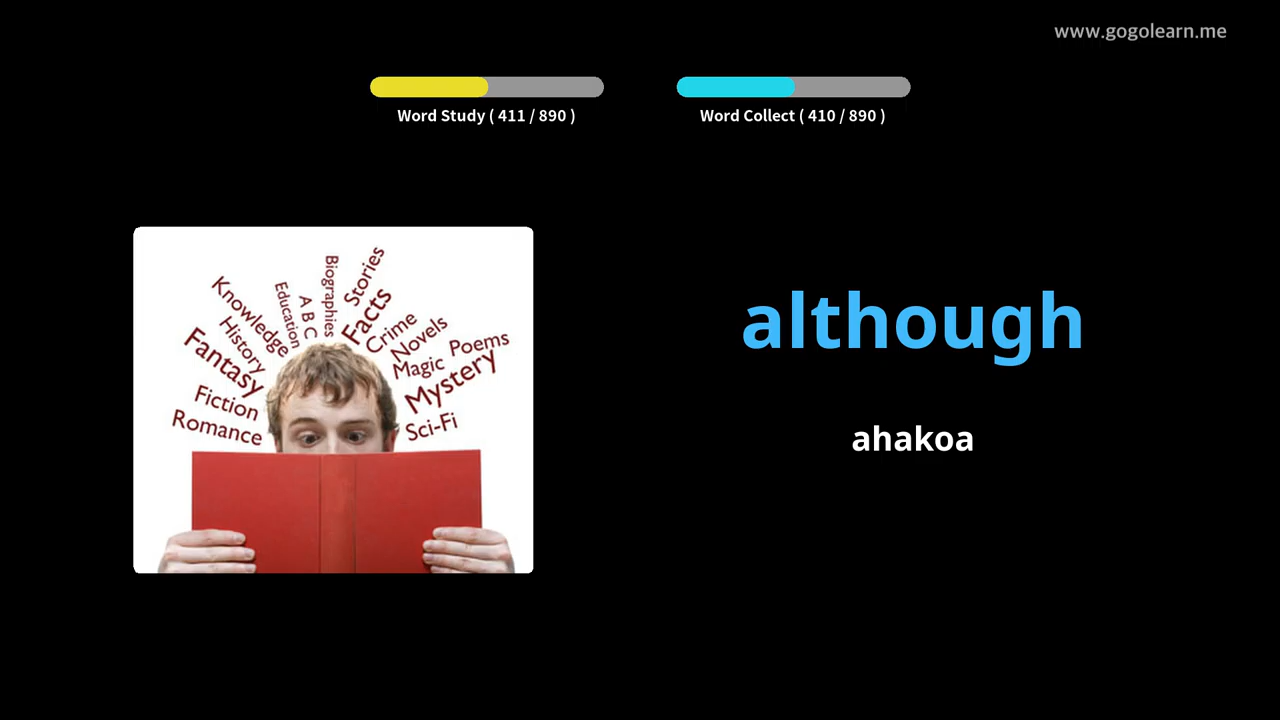 www.gogolearn.me
Word Study ( 411 / 890 )
Word Collect ( 410 / 890 )
Knowledge
Education
A B C
Biographies
Stories
Facts
Crime
Novels
Poems
History
Fantasy
Magic
Mystery
Fiction
Romance
Sci-Fi
although
ahakoa